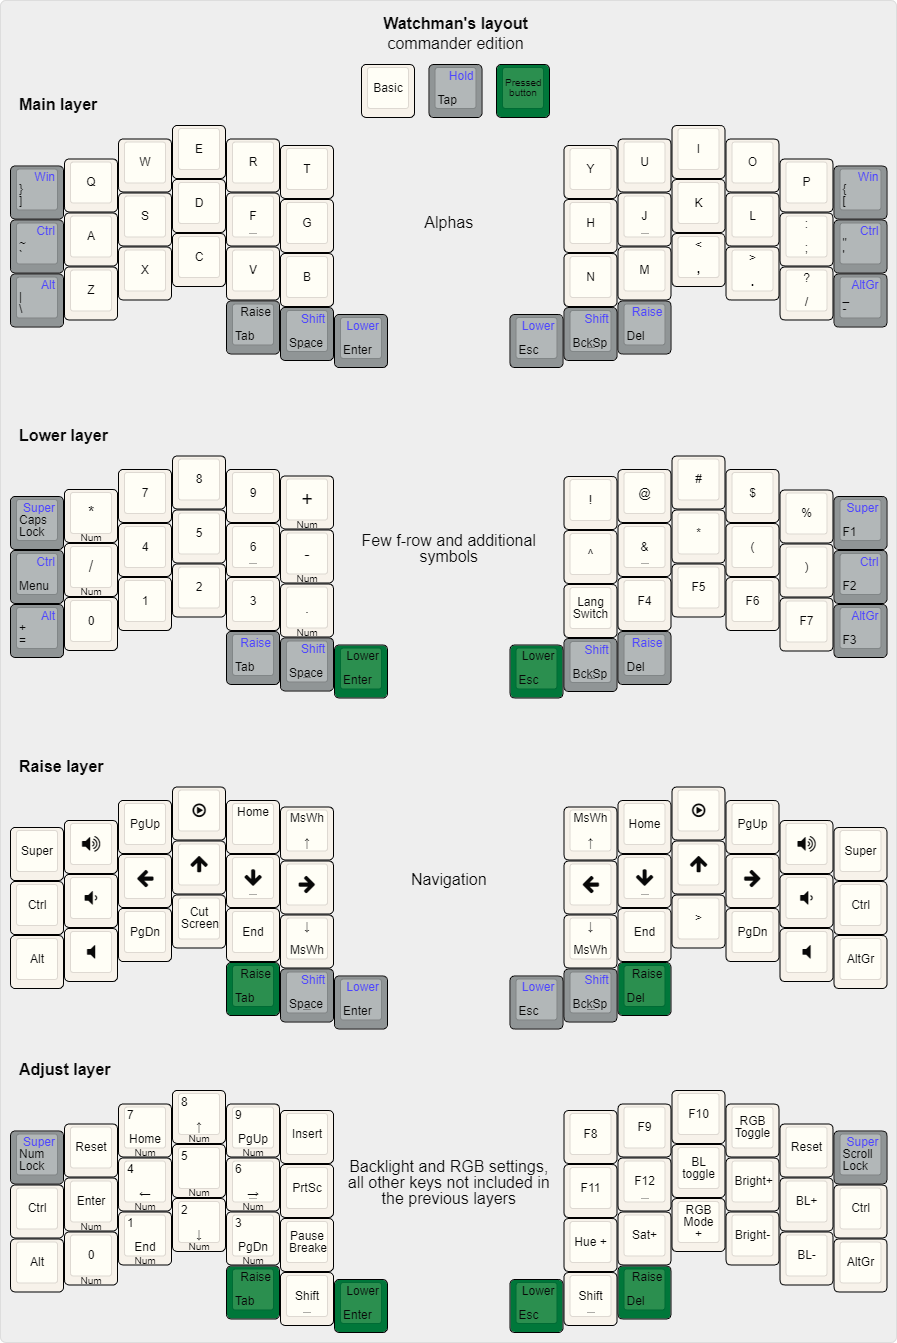 Watchman's layout
commander edition
Basic
Hold
Tap
Pressed
button
Main layer
Win
}
]
Q
W
E
R
T
Ctrl
~
`
A
S
D
F
_
G
Alt
|
\
Z
X
C
V
B
Raise
Tab
Shift
Space
Lower
Enter
Alphas
Y
U
I
O
P
Win
{
[
H
J
_
K
L
:
;
Ctrl
"
'
N
M
<
,
>
.
?
/
AltGr
_
-
Lower
Esc
Shift
BckSp
Raise
Del
Lower layer
Super
Caps
Lock
*
Num
7
8
9
+
Num
Ctrl
Menu
/
Num
4
5
6
_
-
Num
Alt
+
=
0
1
2
3
.
Num
Raise
Tab
Shift
Space
Lower
Enter
Few f-row and additional
symbols
!
@
#
$
%
Super
F1
^
&
_
*
(
)
Ctrl
F2
Lang
Switch
F4
F5
F6
F7
AltGr
F3
Lower
Esc
Shift
BckSp
Raise
Del
Raise layer
Super
PgUp
Home
MsWh
↑
Ctrl
←
↑
↓
_
→
Alt
PgDn
Cut
Screen
End
↓
MsWh
Raise
Tab
Shift
Space
Lower
Enter
Navigation
MsWh
↑
Home
PgUp
Super
←
↓
_
↑
→
Ctrl
↓
MsWh
End
>
PgDn
AltGr
Lower
Esc
Shift
BckSp
Raise
Del
Adjust layer
Super
Num
Lock
Reset
7
Home
Num
8
↑
Num
9
PgUp
Num
Insert
Ctrl
Enter
Num
4
←
Num
5
Num
6
→
Num
PrtSc
Alt
0
Num
1
End
Num
2
↓
Num
3
PgDn
Num
Pause
Breake
Raise
Tab
Shift
_
Lower
Enter
Backlight and RGB settings,
all other keys not included in
the previous layers
F8
F9
F10
RGB
Toggle
Reset
Super
Scroll
Lock
F11
F12
_
BL
toggle
Bright+
BL+
Ctrl
Hue +
Sat+
RGB
Mode
+
Bright-
BL-
AltGr
Lower
Esc
Shift
_
Raise
Del